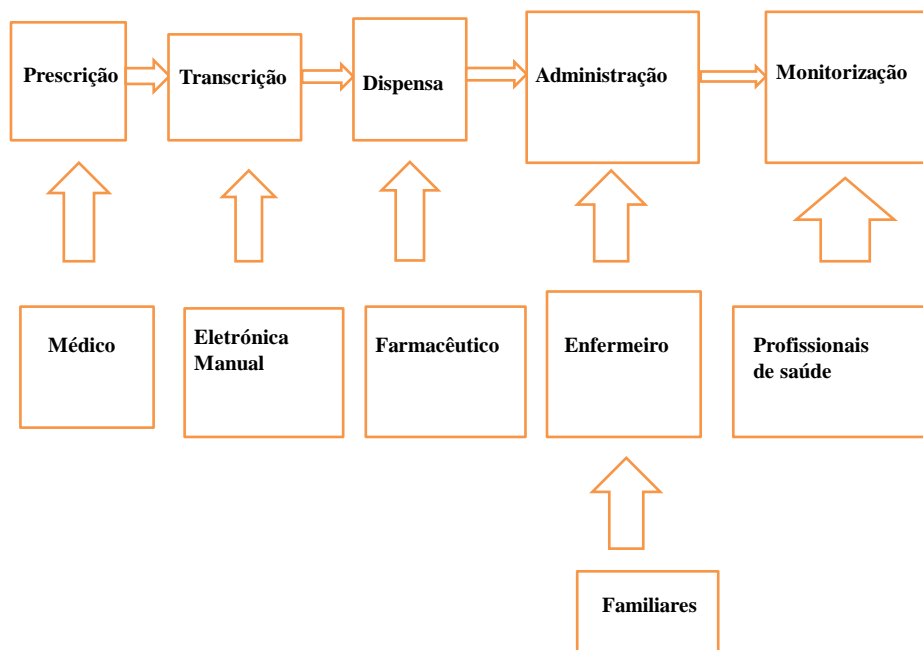 Prescrição
Transcrição
Dispensa
Administração
Monitorização
Médico
Eletrónica
Manual
Farmacêutico
Enfermeiro
Profissionais
de saúde
Familiares